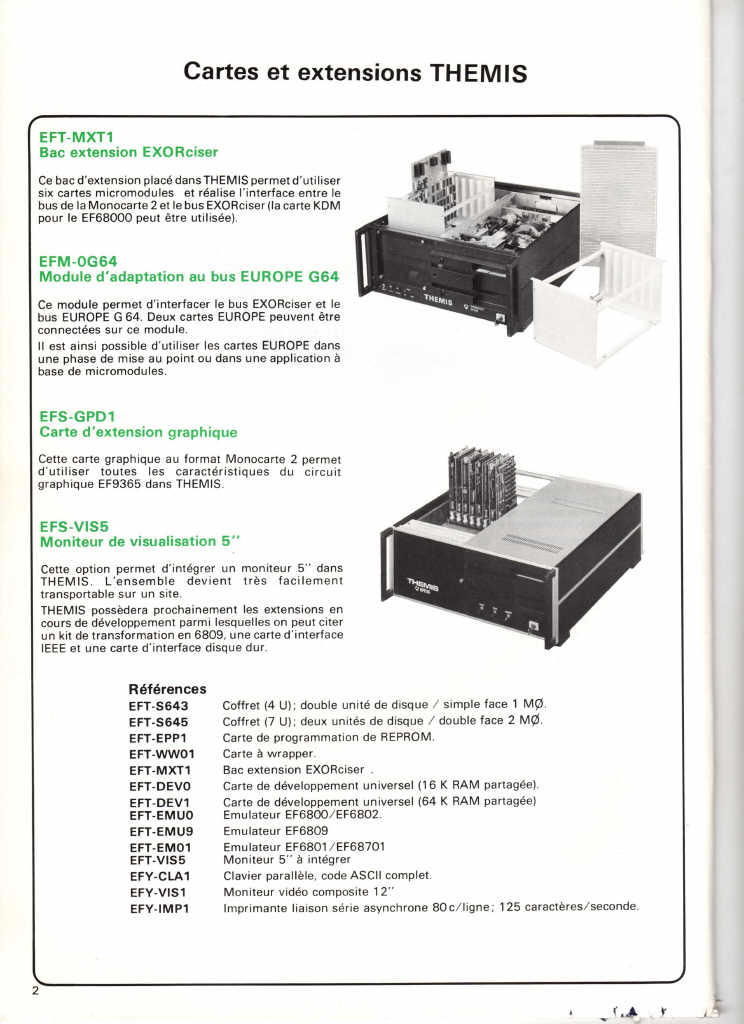 Cartes et extensions THEMIS
EFT-MXT1
Bac extension EXORciser
Ce bac d'extension placé dans THEMIS permet d'utiliser
six cartes micromodules et réalise l'interface entre le
bus de la Monocarte 2 et le bus EXORciser (la carte KDM
pour le EF68000 peut être utilisée).
EFM-0G64
Module d'adaptation au bus EUROPE G64
Ce module permet d'interfacer le bus EXORciser et le
bus EUROPE G 64. Deux cartes EUROPE peuvent être
connectées sur ce module.
Il est ainsi possible d'utiliser les cartes EUROPE dans
une phase de mise au point ou dans une application à
base de micromodules.
THEMIS
EFS-GPD1
Carte d'extension graphique
Cette carte graphique au format Monocarte 2 permet
d'utiliser toutes les caractéristiques du circuit
graphique EF9365 dans THEMIS.
EFS-VIS5
Moniteur de visualisation 5''
Cette option permet d'intégrer un moniteur 5'' dans
THEMIS. L'ensemble devient très facilement
transportable sur un site.
THEMIS possèdera prochainement les extensions en
cours de développement parmi lesquelles on peut citer
un kit de transformation en 6809, une carte d'interface
IEEE et une carte d'interface disque dur.
THEMIS
Références
EFT-S643 Coffret (4 U); double unité de disque / simple face 1 MØ.
EFT-S645 Coffret (7 U); deux unités de disque / double face 2 MØ.
EFT-EPP1 Carte de programmation de REPROM.
EFT-WW01 Carte à wrapper.
EFT-MXT1 Bac extension EXORciser .
EFT-DEV0 Carte de développement universel (16 K RAM partagée).
EFT-DEV1 Carte de développement universel (64 K RAM partagée)
EFT-EMU0 Emulateur EF6800/EF6802.
EFT-EMU9 Emulateur EF6809
EFT-EM01 Emulateur EF6801/EF68701
EFT-VIS5 Moniteur 5'' à intégrer
EFY-CLA1 Clavier parallèle, code ASCII complet.
EFY-VIS1 Moniteur vidéo composite 12''
EFY-IMP1 Imprimante liaison série asynchrone 80 c/ligne; 125 caractères/seconde.
2